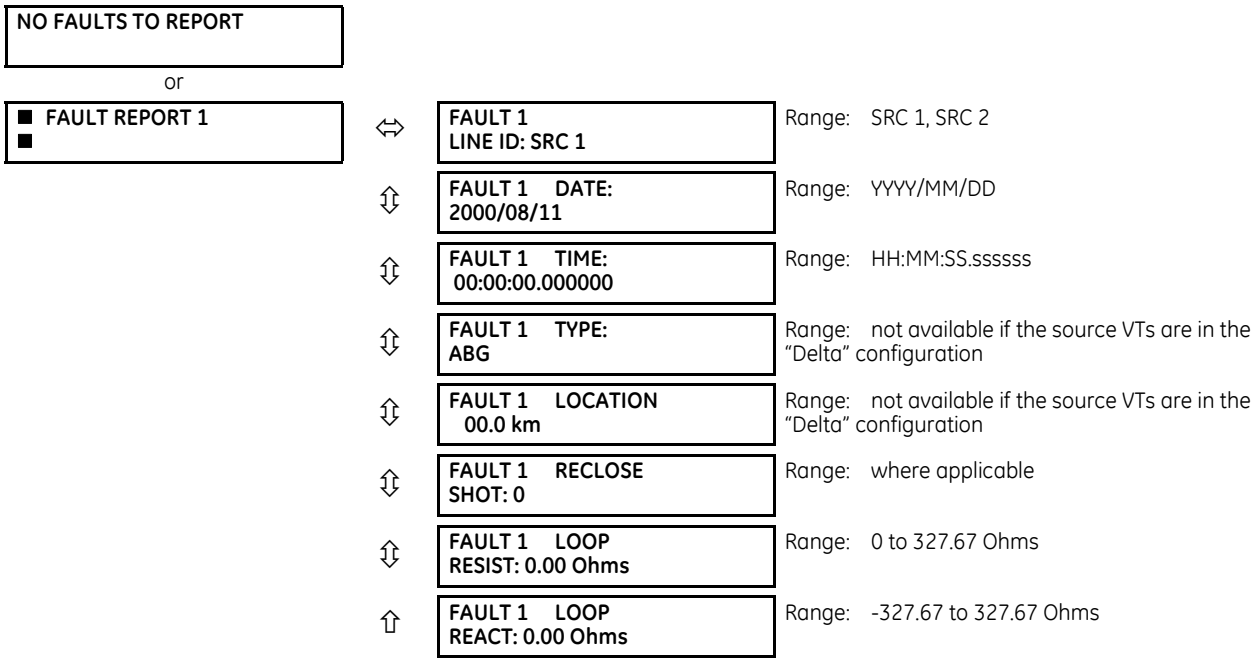 NO FAULTS TO REPORT
or
■ FAULT REPORT 1
■
FAULT 1
LINE ID: SRC 1
Range: SRC 1, SRC 2
FAULT 1 DATE:
2000/08/11
Range: YYYY/MM/DD
FAULT 1 TIME:
00:00:00.000000
Range: HH:MM:SS.ssssss
FAULT 1 TYPE:
ABG
Range: not available if the source VTs are in the
“Delta” configuration
FAULT 1 LOCATION
00.0 km
Range: not available if the source VTs are in the
“Delta” configuration
FAULT 1 RECLOSE
SHOT: 0
Range: where applicable
FAULT 1 LOOP
RESIST: 0.00 Ohms
Range: 0 to 327.67 Ohms
FAULT 1 LOOP
REACT: 0.00 Ohms
Range: -327.67 to 327.67 Ohms